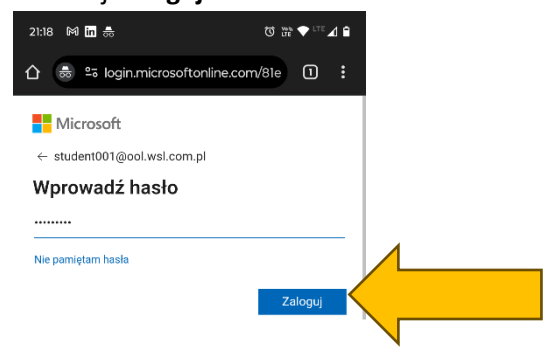 21:18
login.microsoftonline.com/81e 1
Microsoft
← student001@ool.wsl.com.pl
Wprowadź hasło
•••••••••
Nie pamiętam hasła
Zaloguj